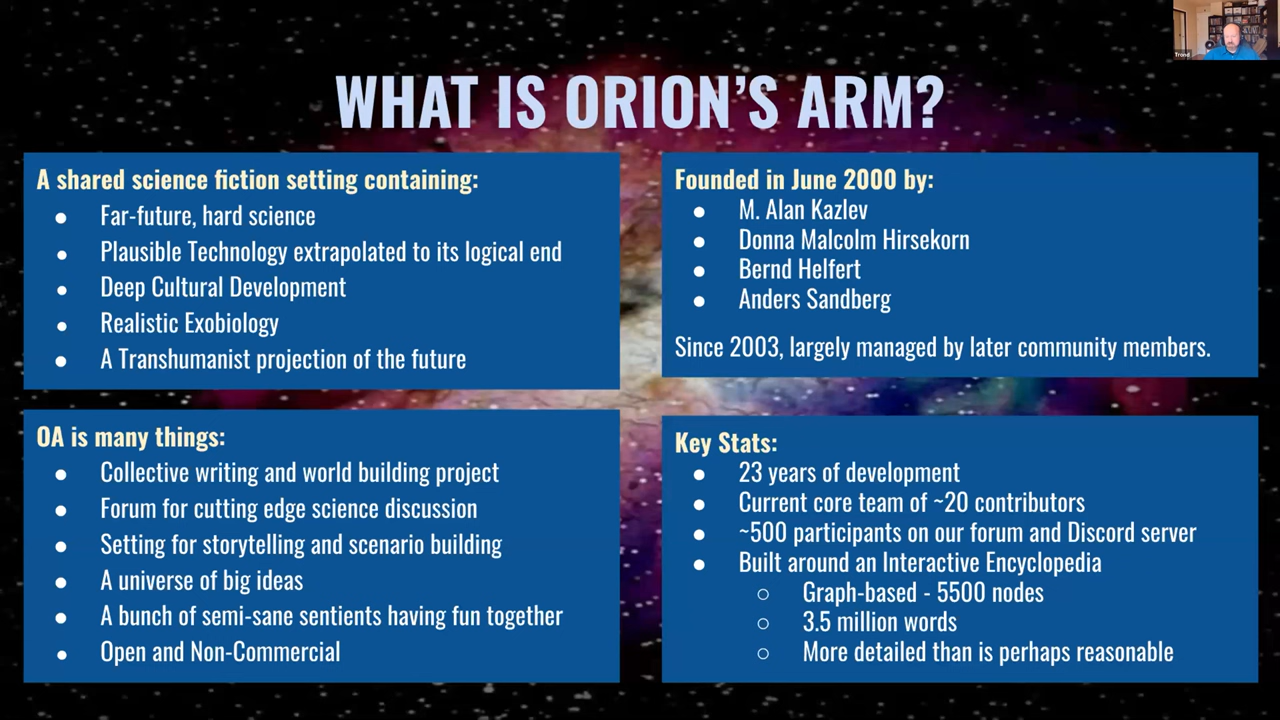 WHAT IS ORION'S ARM?
A shared science fiction setting containing:
● Far-future, hard science
● Plausible Technology extrapolated to its logical end
● Deep Cultural Development
● Realistic Exobiology
● A Transhumanist projection of the future
Founded in June 2000 by:
● M. Alan Kazlev
● Donna Malcolm Hirsekorn
● Bernd Helfert
● Anders Sandberg
Since 2003, largely managed by later community members.
OA is many things:
● Collective writing and world building project
● Forum for cutting edge science discussion
● Setting for storytelling and scenario building
● A universe of big ideas
● A bunch of semi-sane sentients having fun together
● Open and Non-Commercial
Key Stats:
● 23 years of development
● Current core team of ~20 contributors
● ~500 participants on our forum and Discord server
● Built around an Interactive Encyclopedia
○ Graph-based - 5500 nodes
○ 3.5 million words
○ More detailed than is perhaps reasonable
Trond